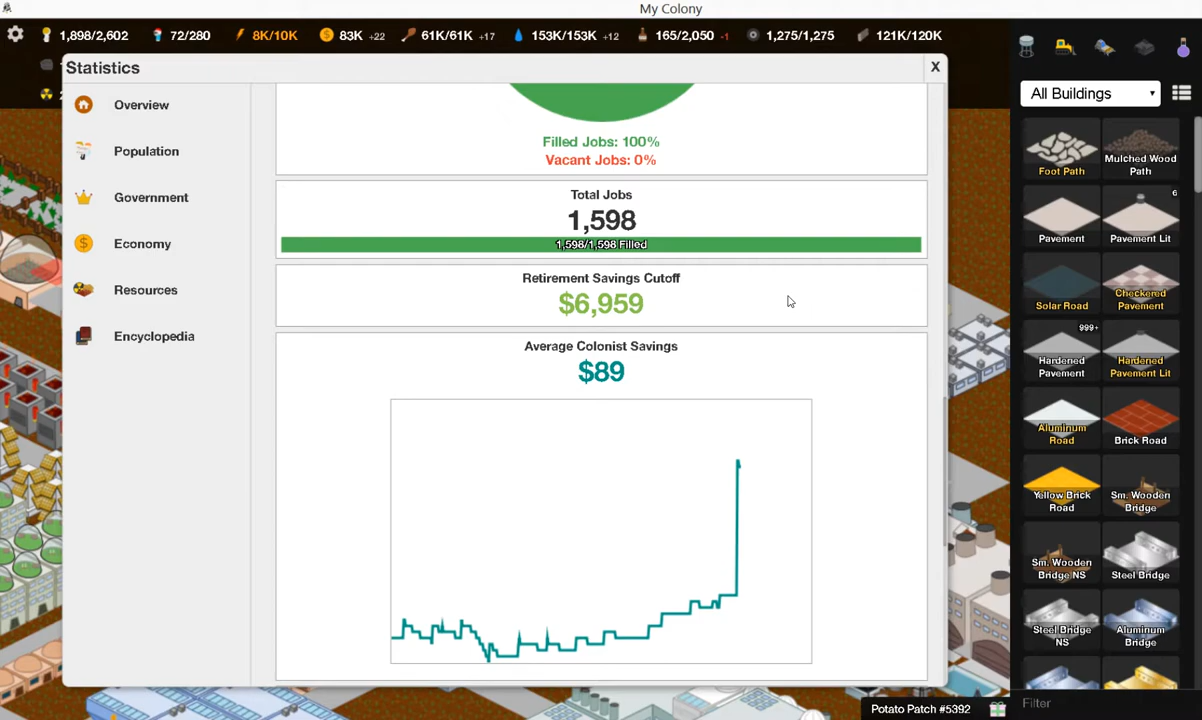 My Colony
1,898/2,602 72/280 8K/10K 83K +22 61K/61K +17 153K/153K +12 165/2,050 -1 1,275/1,275 121K/120K
Statistics X
All Buildings
Overview
Population
Government
Economy
Resources
Encyclopedia
Filled Jobs: 100%
Vacant Jobs: 0%
Total Jobs
1,598
1,598/1,598 Filled
Retirement Savings Cutoff
$6,959
Average Colonist Savings
$89
Foot Path
Mulched Wood
Path
6
Pavement
Pavement Lit
Solar Road
Checkered
Pavement
999+
Hardened
Pavement
Hardened
Pavement Lit
Aluminum
Road
Brick Road
Yellow Brick
Road
Sm. Wooden
Bridge
Sm. Wooden
Bridge NS
Steel Bridge
Steel Bridge
NS
Aluminum
Bridge
Potato Patch #5392
Filter